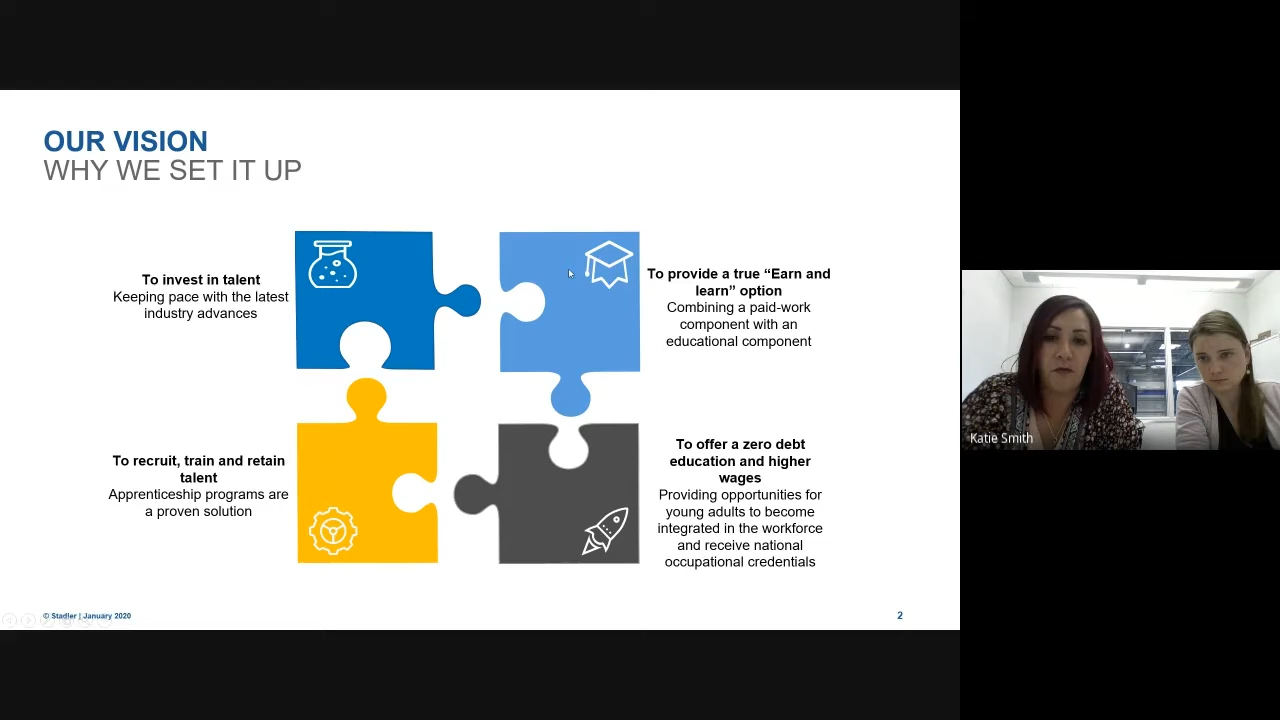 OUR VISION
WHY WE SET IT UP
To invest in talent
Keeping pace with the latest
industry advances
To provide a true “Earn and
learn” option
Combining a paid-work
component with an
educational component
To recruit, train and retain
talent
Apprenticeship programs are
a proven solution
To offer a zero debt
education and higher
wages
Providing opportunities for
young adults to become
integrated in the workforce
and receive national
occupational credentials
© Stadler | January 2020
2
Katie Smith